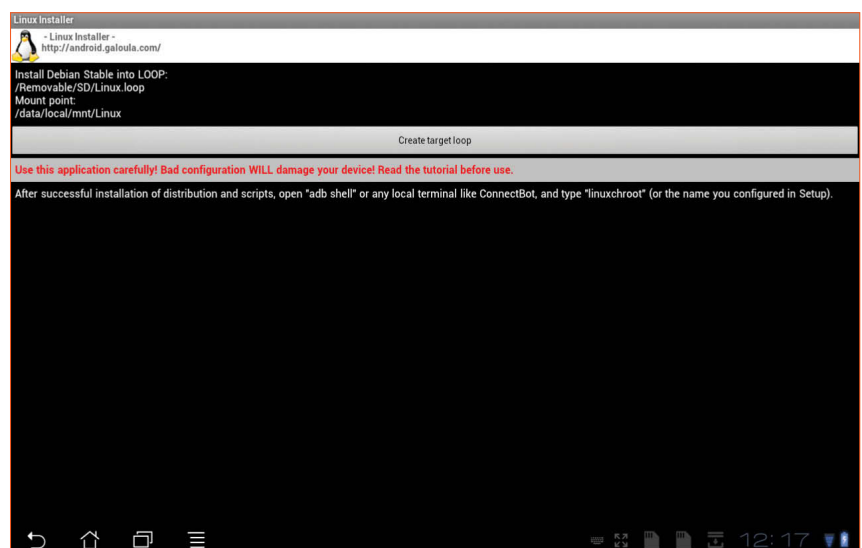 Linux Installer
- Linux Installer -
http://android.galoula.com/
Install Debian Stable into LOOP:
/Removable/SD/Linux.loop
Mount point:
/data/local/mnt/Linux
Create target loop
Use this application carefully! Bad configuration WILL damage your device! Read the tutorial before use.
After successful installation of distribution and scripts, open "adb shell" or any local terminal like ConnectBot, and type "linuxchroot" (or the name you configured in Setup).
12:17